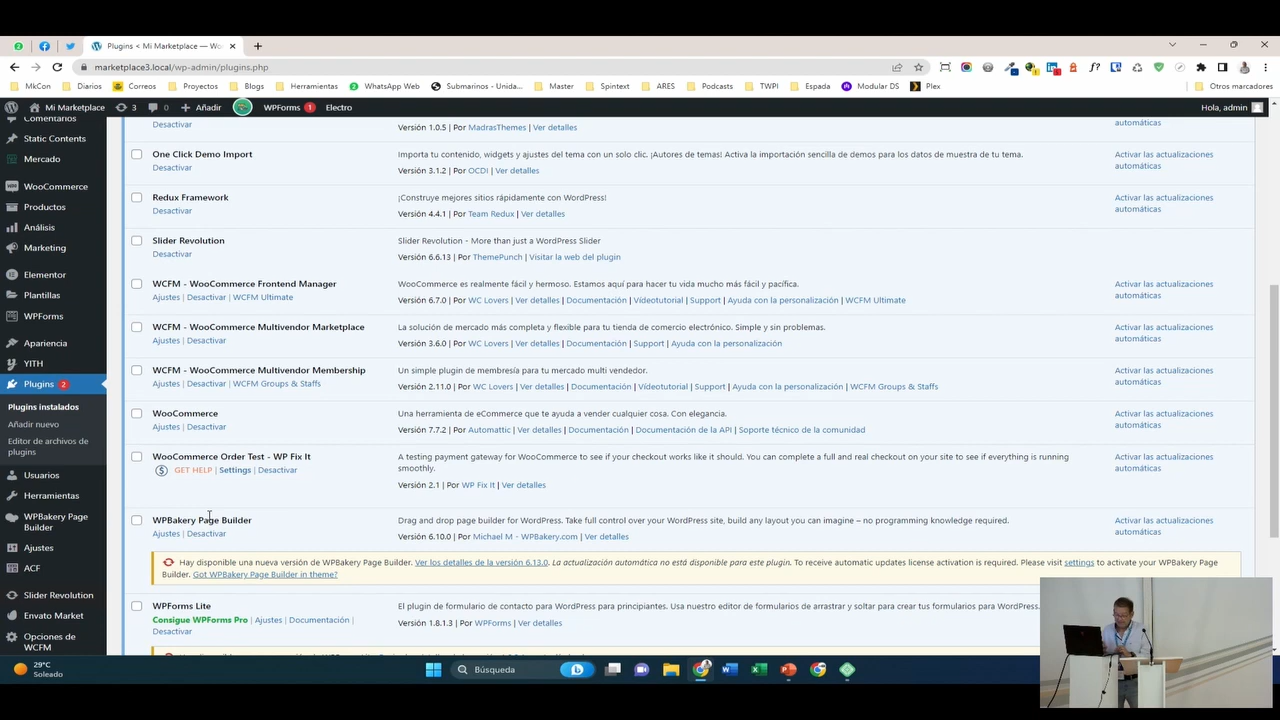 Plugins < Mi Marketplace — Wo
marketplace3.local/wp-admin/plugins.php
MkCon
Diarios
Correos
Proyectos
Blogs
Herramientas
WhatsApp Web
Submarinos - Unida...
Master
Spintext
ARES
Podcasts
TWPI
Espada
Modular DS
Plex
Otros marcadores
Mi Marketplace
3
0
Añadir
WPForms 1
Electro
Hola, admin
Comentarios
Static Contents
Mercado
WooCommerce
Productos
Análisis
Marketing
Elementor
Plantillas
WPForms
Apariencia
YITH
Plugins 2
Plugins instalados
Añadir nuevo
Editor de archivos de
plugins
Usuarios
Herramientas
WPBakery Page
Builder
Ajustes
ACF
Slider Revolution
Envato Market
Opciones de
WCFM
Desactivar
Versión 1.0.5 | Por MadrasThemes | Ver detalles
automáticas
One Click Demo Import
Desactivar
Importa tu contenido, widgets y ajustes del tema con un solo clic. ¡Autores de temas! Activa la importación sencilla de demos para los datos de muestra de tu tema.
Versión 3.1.2 | Por OCDI | Ver detalles
Activar las actualizaciones
automáticas
Redux Framework
Desactivar
¡Construye mejores sitios rápidamente con WordPress!
Versión 4.4.1 | Por Team Redux | Ver detalles
Activar las actualizaciones
automáticas
Slider Revolution
Desactivar
Slider Revolution - More than just a WordPress Slider
Versión 6.6.13 | Por ThemePunch | Visitar la web del plugin
WCFM - WooCommerce Frontend Manager
Ajustes | Desactivar | WCFM Ultimate
WooCommerce es realmente fácil y hermoso. Estamos aquí para hacer tu vida mucho más fácil y pacífica.
Versión 6.7.0 | Por WC Lovers | Ver detalles | Documentación | Vídeotutorial | Support | Ayuda con la personalización | WCFM Ultimate
Activar las actualizaciones
automáticas
WCFM - WooCommerce Multivendor Marketplace
Ajustes | Desactivar
La solución de mercado más completa y flexible para tu tienda de comercio electrónico. Simple y sin problemas.
Versión 3.6.0 | Por WC Lovers | Ver detalles | Documentación | Support | Ayuda con la personalización
Activar las actualizaciones
automáticas
WCFM - WooCommerce Multivendor Membership
Ajustes | Desactivar | WCFM Groups & Staffs
Un simple plugin de membresía para tu mercado multi vendedor.
Versión 2.11.0 | Por WC Lovers | Ver detalles | Documentación | Vídeotutorial | Support | Ayuda con la personalización | WCFM Groups & Staffs
Activar las actualizaciones
automáticas
WooCommerce
Ajustes | Desactivar
Una herramienta de eCommerce que te ayuda a vender cualquier cosa. Con elegancia.
Versión 7.7.2 | Por Automattic | Ver detalles | Documentación | Documentación de la API | Soporte técnico de la comunidad
Activar las actualizaciones
automáticas
WooCommerce Order Test - WP Fix It
GET HELP | Settings | Desactivar
A testing payment gateway for WooCommerce to see if your checkout works like it should. You can complete a full and real checkout on your site to see if everything is running
smoothly.
Versión 2.1 | Por WP Fix It | Ver detalles
Activar las actualizaciones
automáticas
WPBakery Page Builder
Ajustes | Desactivar
Drag and drop page builder for WordPress. Take full control over your WordPress site, build any layout you can imagine – no programming knowledge required.
Versión 6.10.0 | Por Michael M - WPBakery.com | Ver detalles
Activar las actualizaciones
automáticas
Hay disponible una nueva versión de WPBakery Page Builder. Ver los detalles de la versión 6.13.0. La actualización automática no está disponible para este plugin. To receive automatic updates license activation is required. Please visit settings to activate your WPBakery Page
Builder. Got WPBakery Page Builder in theme?
WPForms Lite
Consigue WPForms Pro | Ajustes | Documentación |
Desactivar
El plugin de formulario de contacto para WordPress para principiantes. Usa nuestro editor de formularios de arrastrar y soltar para crear tus formularios para WordPress.
Versión 1.8.1.3 | Por WPForms | Ver detalles
29°C
Soleado
Búsqueda